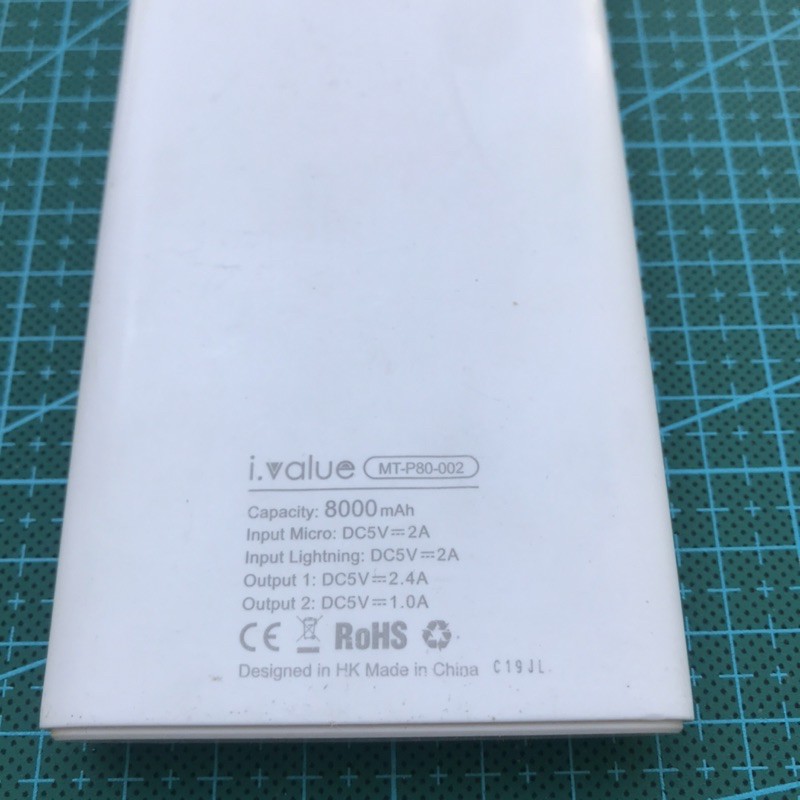 i.value MT-P80-002
Capacity: 8000mAh
Input Micro: DC5V⎓2A
Input Lightning: DC5V⎓2A
Output 1: DC5V⎓2.4A
Output 2: DC5V⎓1.0A
CE RoHS
Designed in HK Made in China C19JL